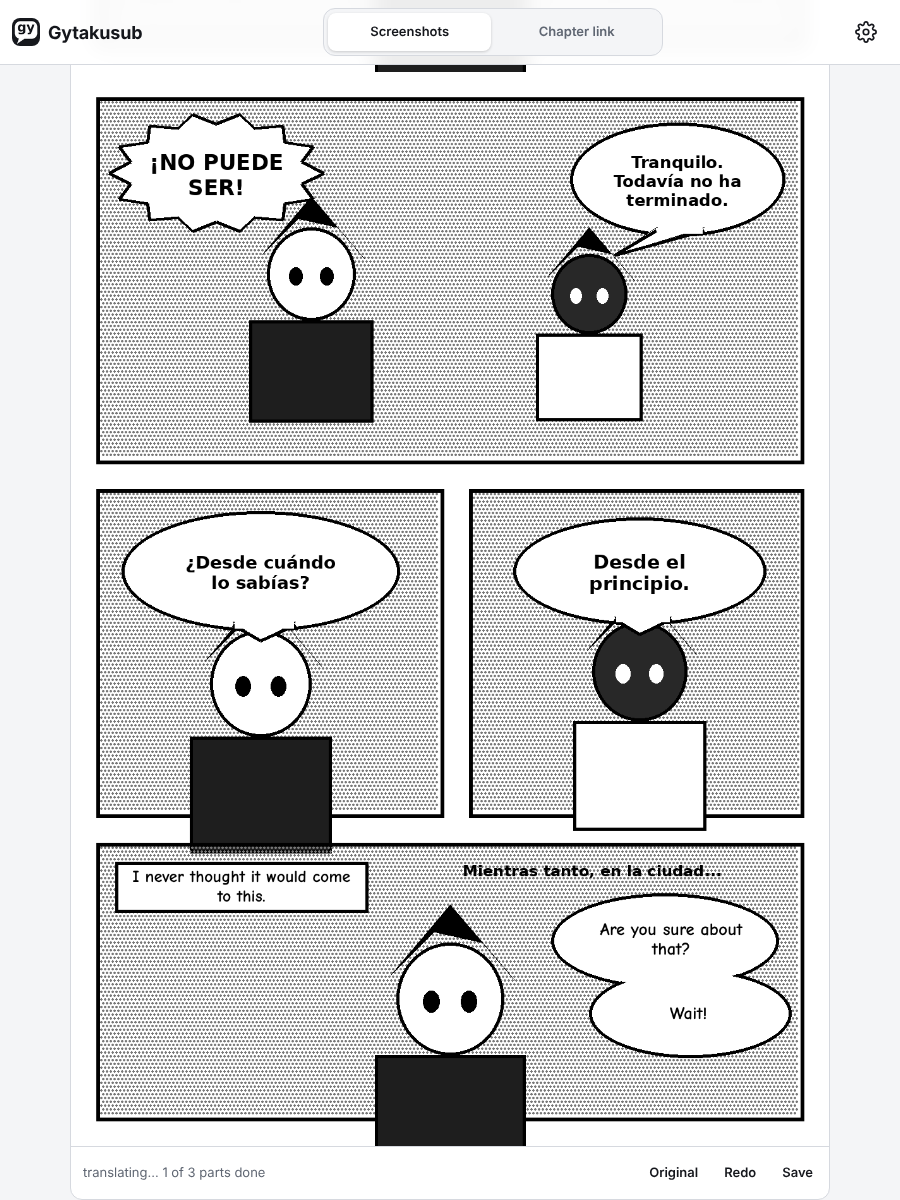 gy
Gytakusub
Screenshots
Chapter link
¡NO PUEDE
SER!
Tranquilo.
Todavía no ha
terminado.
¿Desde cuándo
lo sabías?
Desde el
principio.
I never thought it would come
to this.
Mientras tanto, en la ciudad...
Are you sure about
that?
Wait!
translating... 1 of 3 parts done
Original
Redo
Save